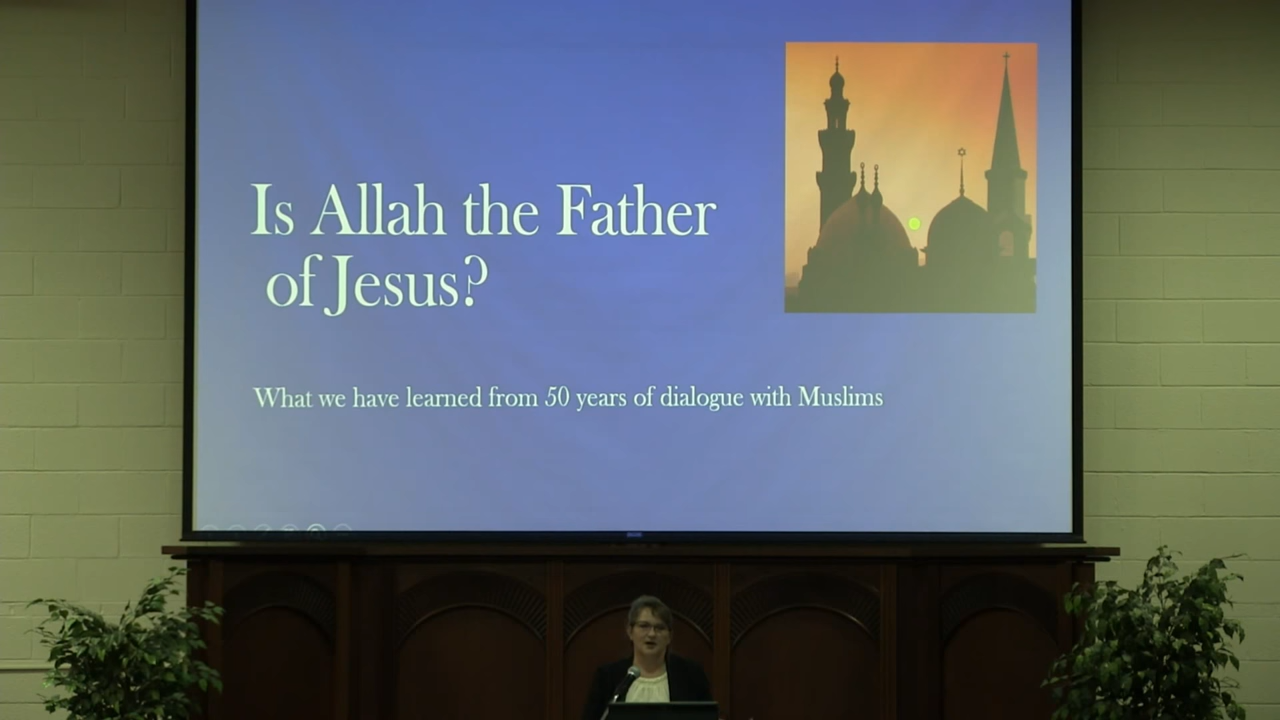 Is Allah the Father
of Jesus?
What we have learned from 50 years of dialogue with Muslims